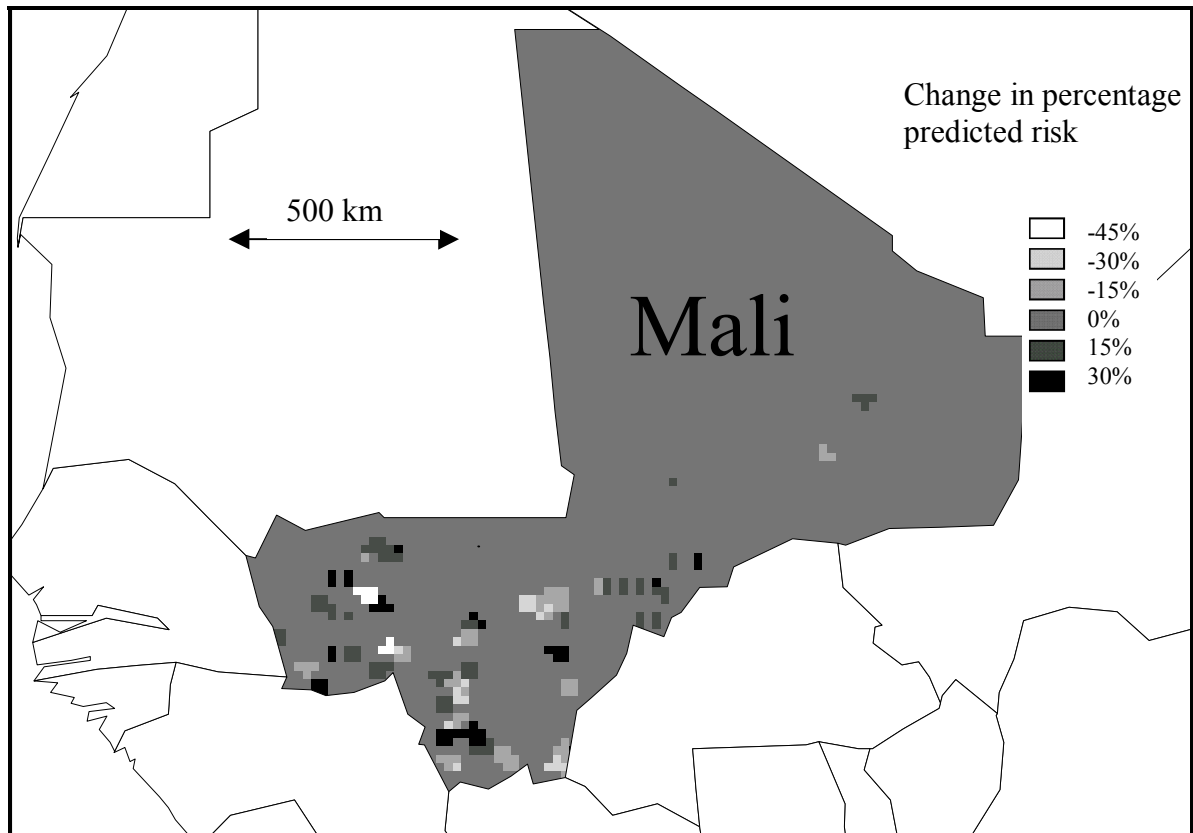 Change in percentage
predicted risk
500 km
-45%
-30%
-15%
Mali
0%
15%
30%